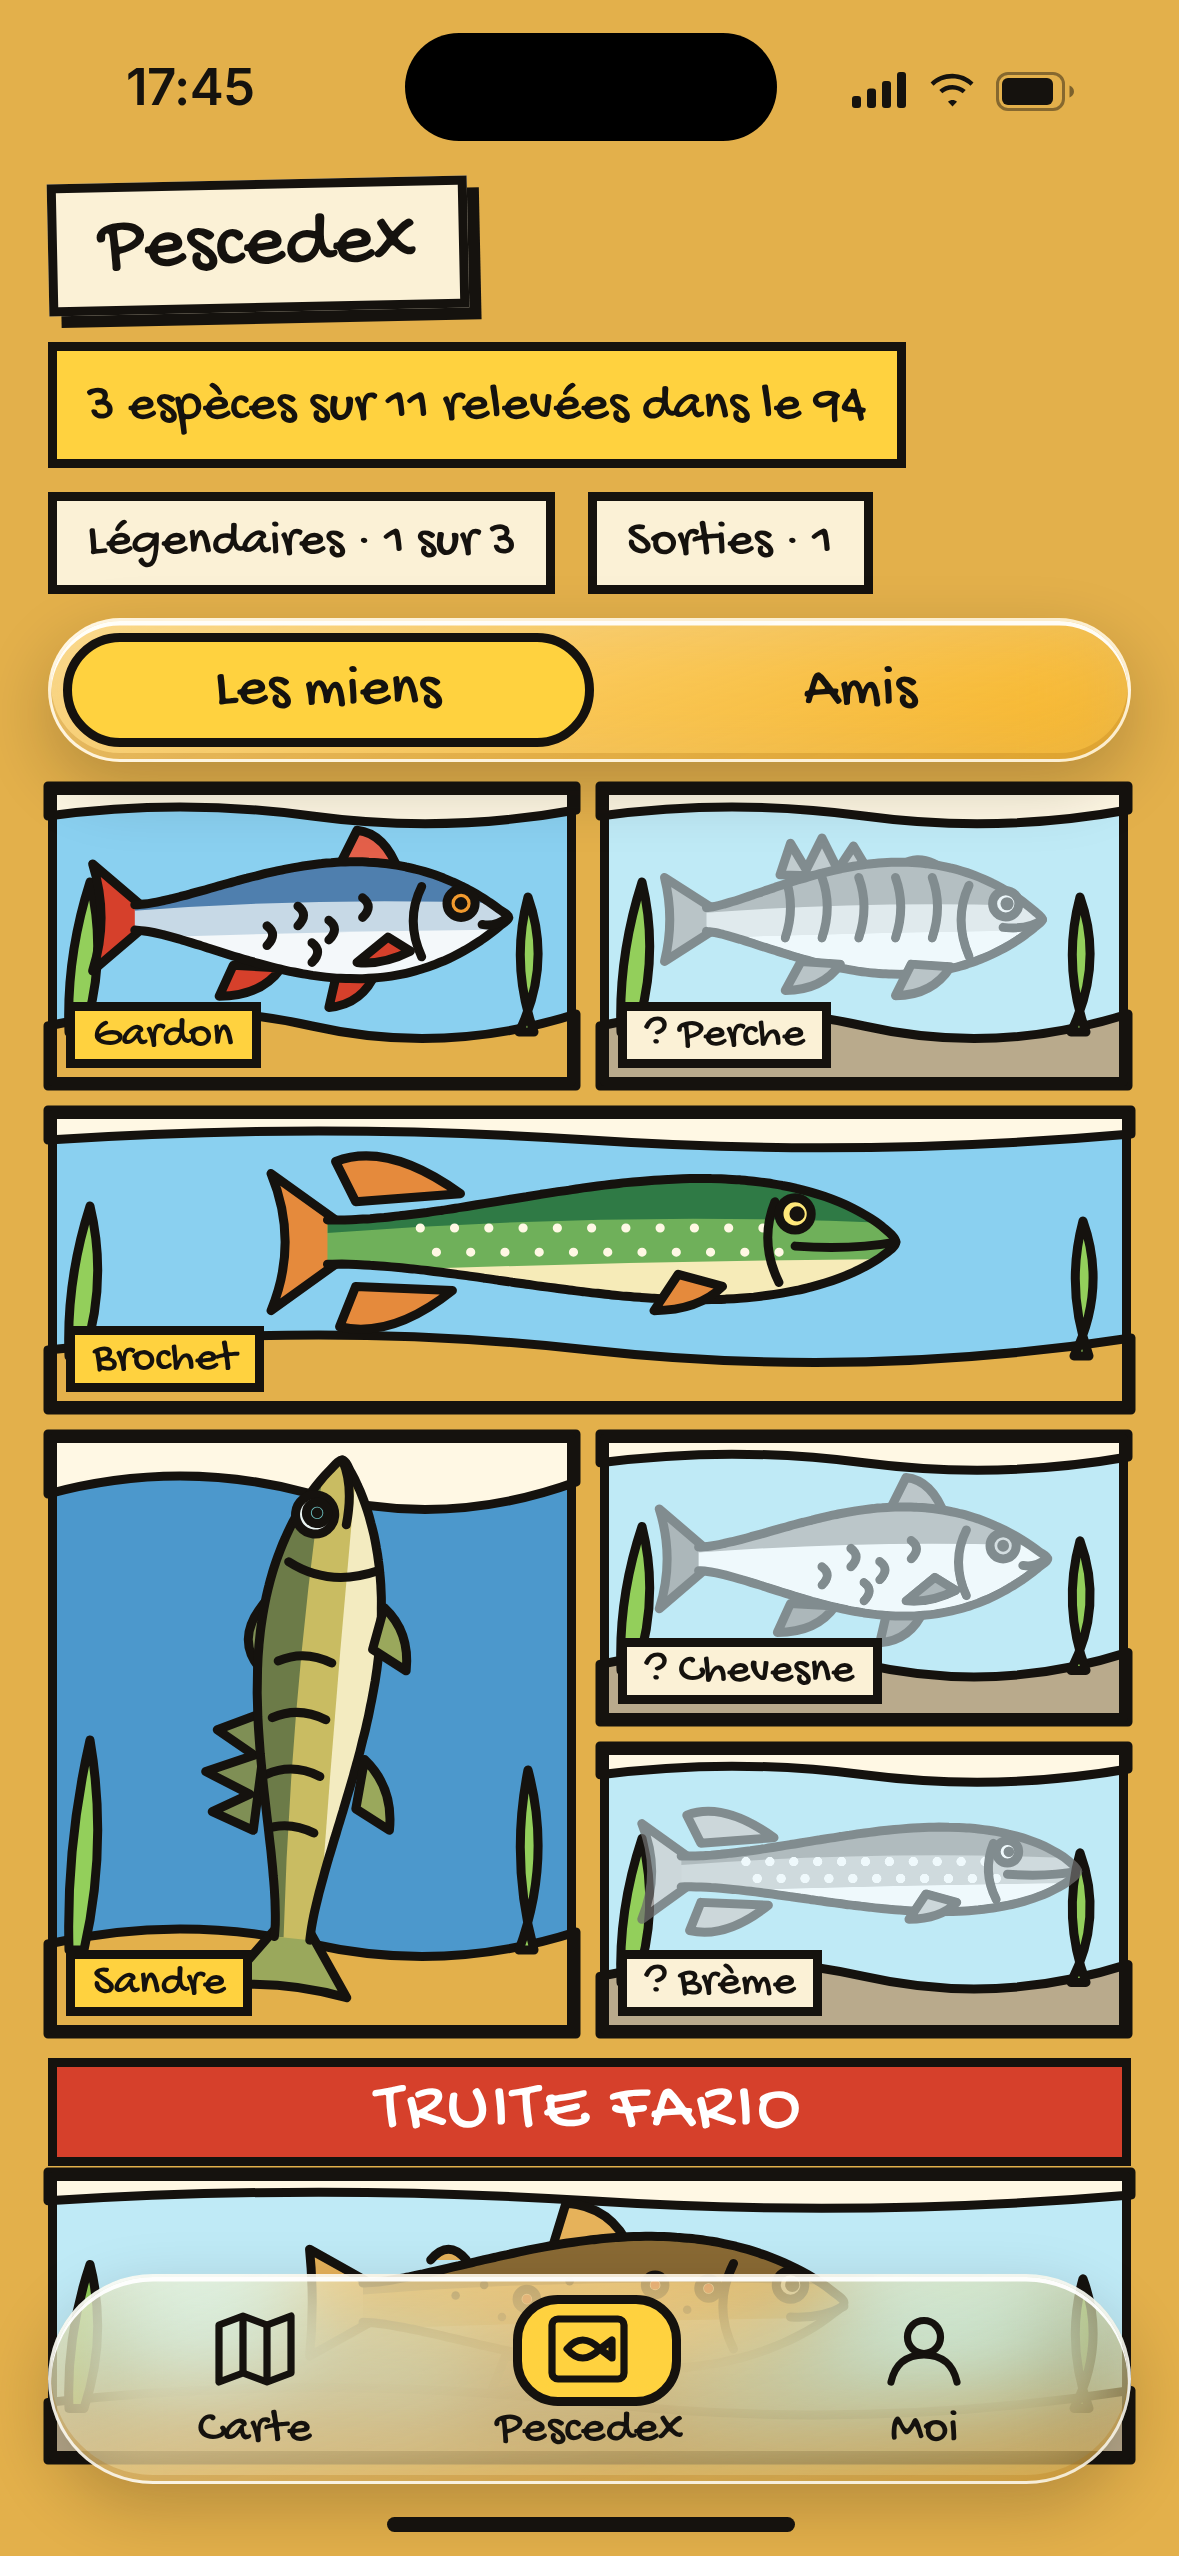 17:45
Pescedex
3 espèces sur 11 relevées dans le 94
Légendaires · 1 sur 3
Sorties · 1
Les miens
Amis
Gardon
? Perche
Brochet
? Chevesne
Sandre
? Brème
TRUITE FARIO
Carte
Pescedex
Moi